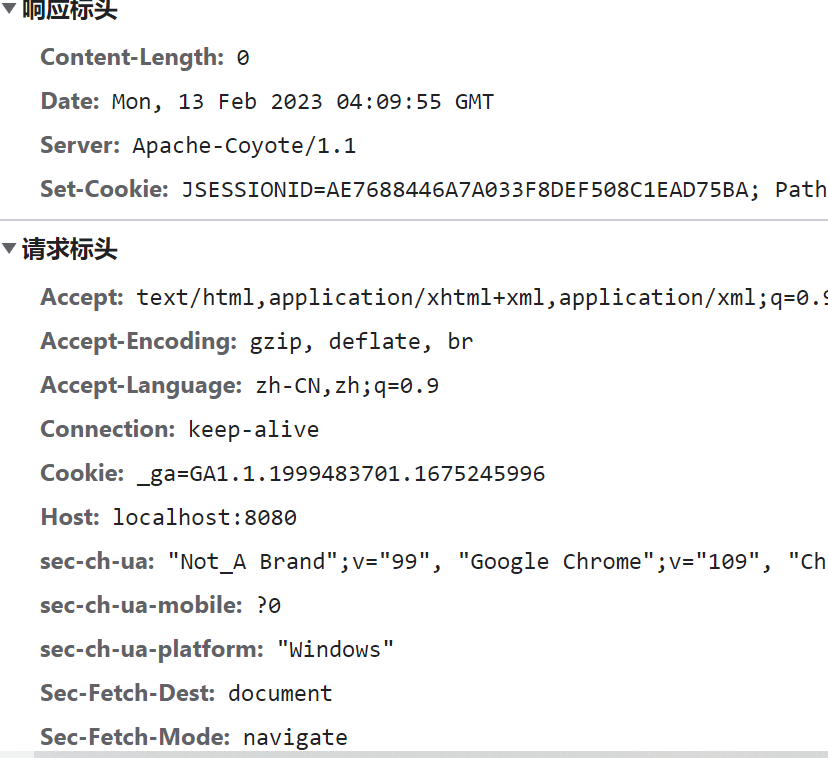 响应标头
Content-Length: 0
Date: Mon, 13 Feb 2023 04:09:55 GMT
Server: Apache-Coyote/1.1
Set-Cookie: JSESSIONID=AE7688446A7A033F8DEF508C1EAD75BA; Path
请求标头
Accept: text/html,application/xhtml+xml,application/xml;q=0.9
Accept-Encoding: gzip, deflate, br
Accept-Language: zh-CN,zh;q=0.9
Connection: keep-alive
Cookie: _ga=GA1.1.1999483701.1675245996
Host: localhost:8080
sec-ch-ua: "Not_A Brand";v="99", "Google Chrome";v="109", "Ch
sec-ch-ua-mobile: ?0
sec-ch-ua-platform: "Windows"
Sec-Fetch-Dest: document
Sec-Fetch-Mode: navigate